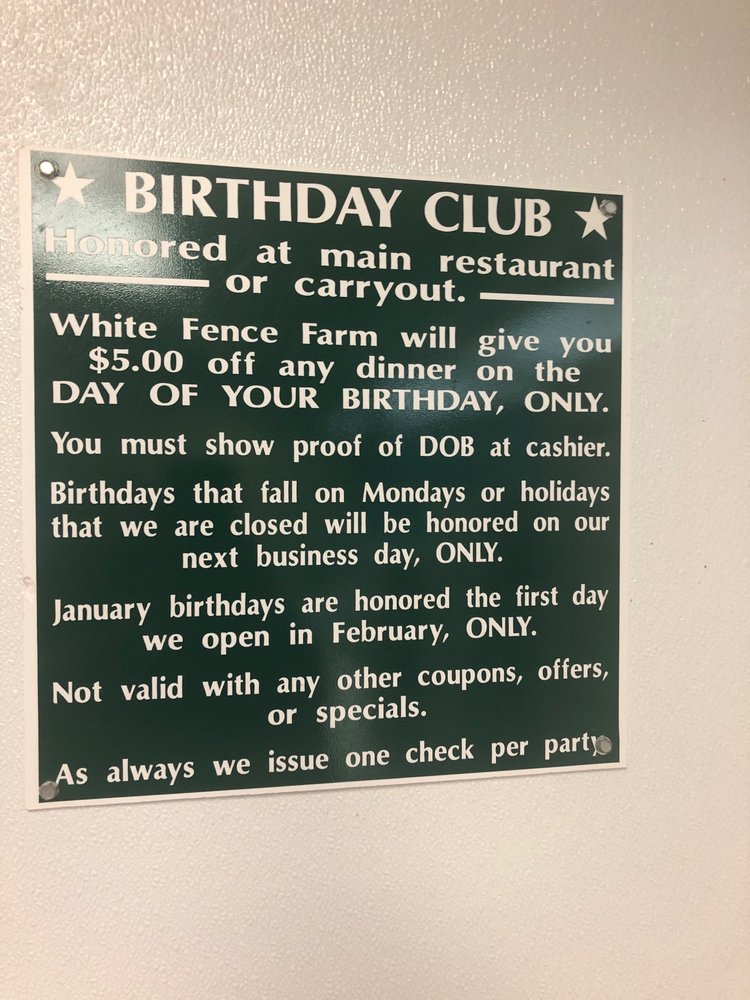 BIRTHDAY CLUB
Honored at main restaurant
or carryout.
White Fence Farm will give you
$5.00 off any dinner on the
DAY OF YOUR BIRTHDAY, ONLY.
You must show proof of DOB at cashier.
Birthdays that fall on Mondays or holidays
that we are closed will be honored on our
next business day, ONLY.
January birthdays are honored the first day
we open in February, ONLY.
Not valid with any other coupons, offers,
or specials.
As always we issue one check per party